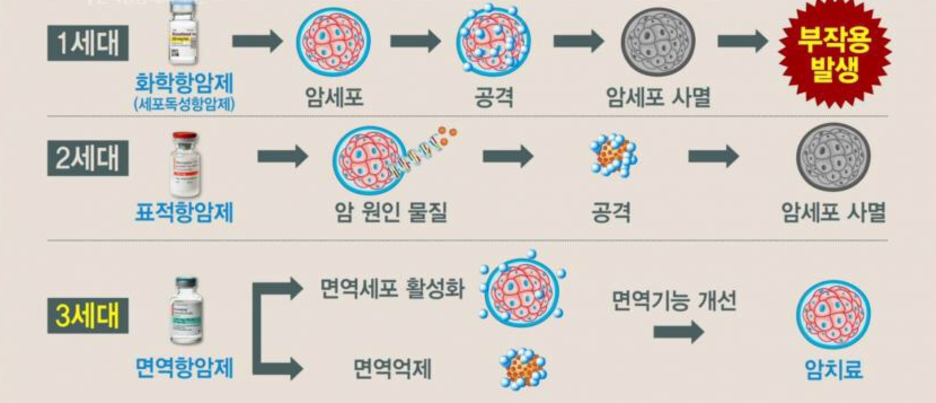 1세대
화학항암제
(세포독성항암제)
암세포
공격
암세포 사멸
부작용
발생
2세대
표적항암제
암 원인 물질
공격
암세포 사멸
3세대
면역항암제
면역세포 활성화
면역억제
면역기능 개선
암치료